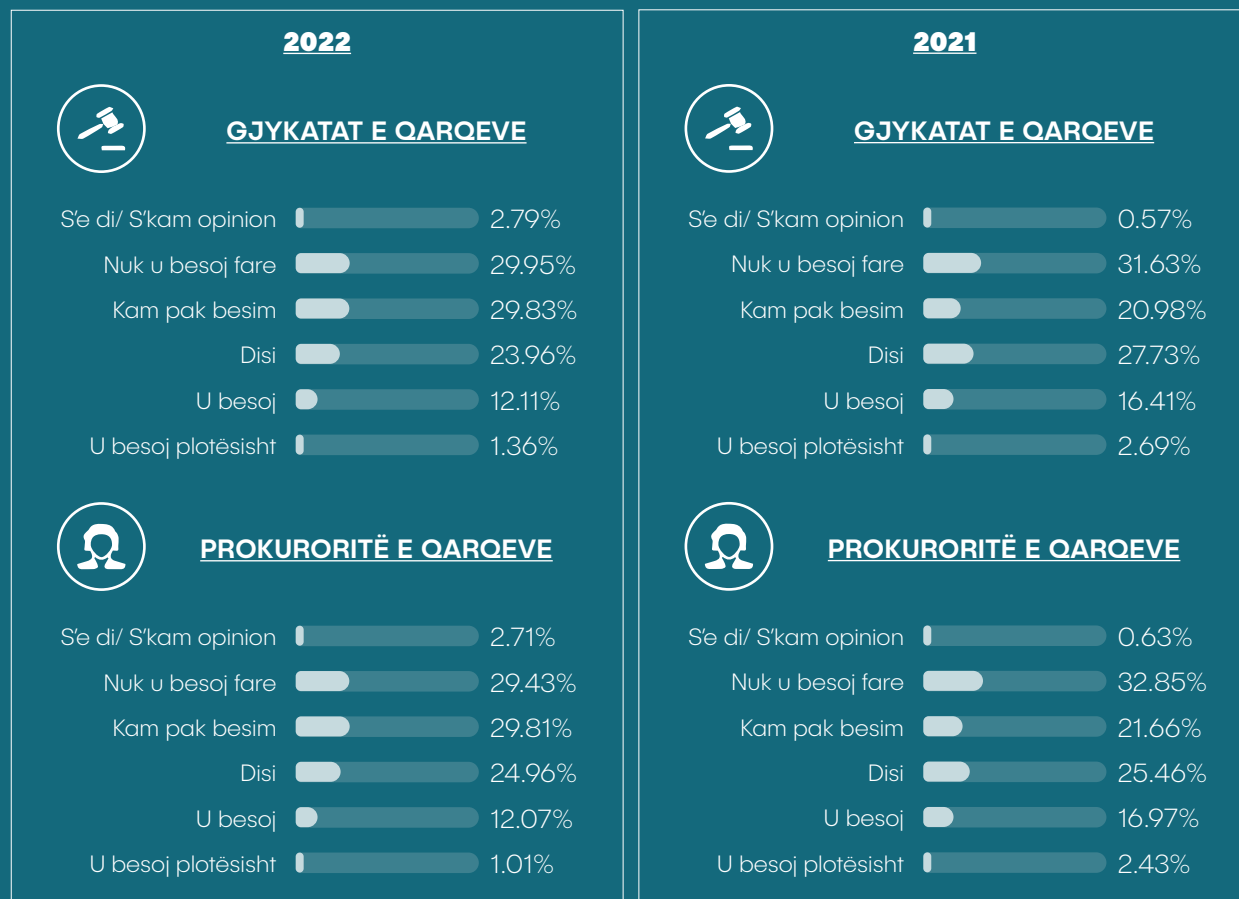 2022
GJYKATAT E QARQEVE
S'e di/ S'kam opinion 2.79%
Nuk u besoj fare 29.95%
Kam pak besim 29.83%
Disi 23.96%
U besoj 12.11%
U besoj plotësisht 1.36%
PROKURORITË E QARQEVE
S'e di/ S'kam opinion 2.71%
Nuk u besoj fare 29.43%
Kam pak besim 29.81%
Disi 24.96%
U besoj 12.07%
U besoj plotësisht 1.01%
2021
GJYKATAT E QARQEVE
S'e di/ S'kam opinion 0.57%
Nuk u besoj fare 31.63%
Kam pak besim 20.98%
Disi 27.73%
U besoj 16.41%
U besoj plotësisht 2.69%
PROKURORITË E QARQEVE
S'e di/ S'kam opinion 0.63%
Nuk u besoj fare 32.85%
Kam pak besim 21.66%
Disi 25.46%
U besoj 16.97%
U besoj plotësisht 2.43%